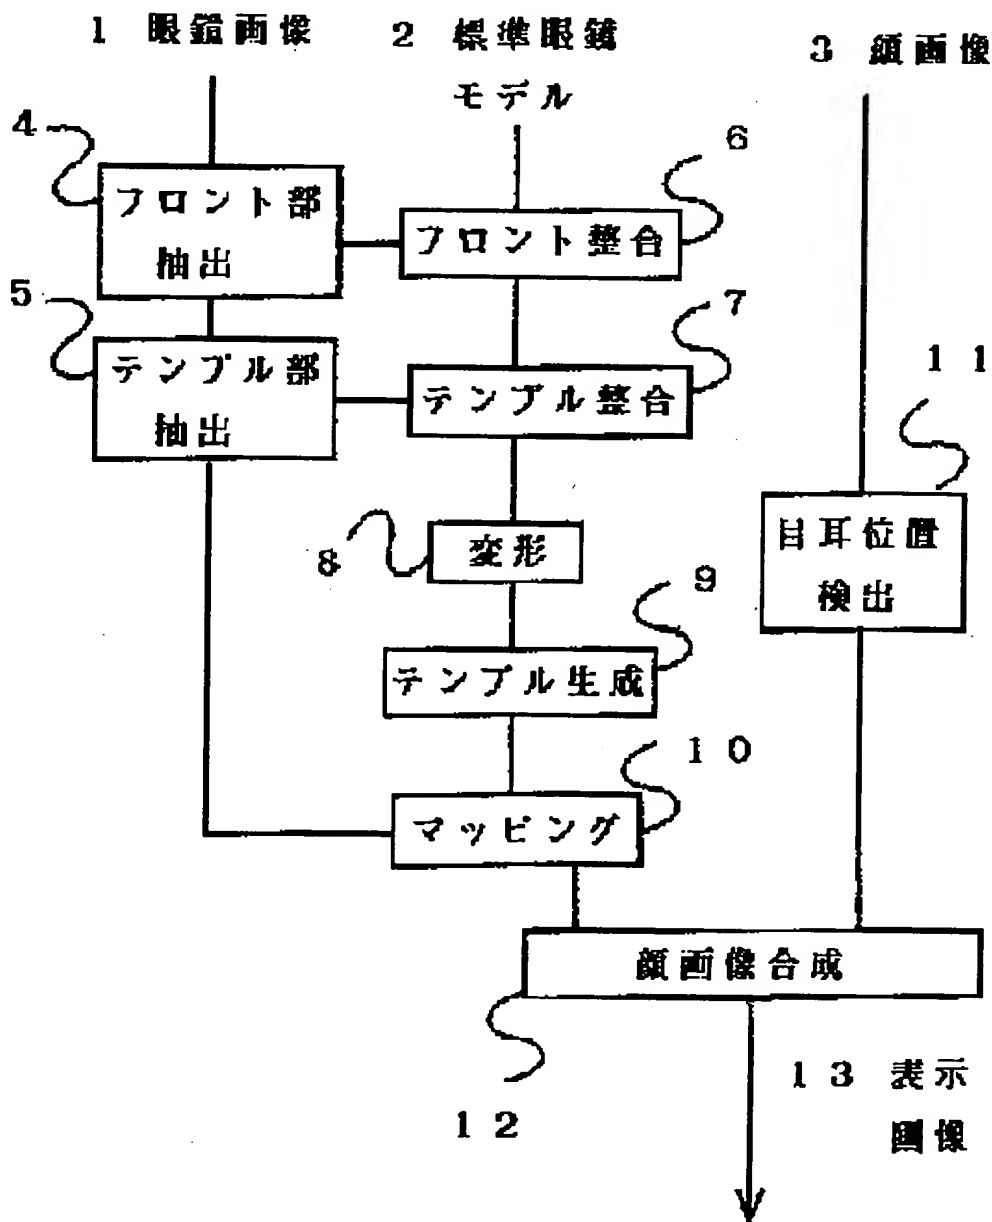 1 眼鏡画像
2 標準眼鏡
モデル
3 顔画像
4
フロント部
抽出
6
フロント整合
5
テンプル部
抽出
7
テンプル整合
11
目耳位置
検出
8
変形
9
テンプル生成
10
マッピング
顔画像合成
12
13 表示
画像